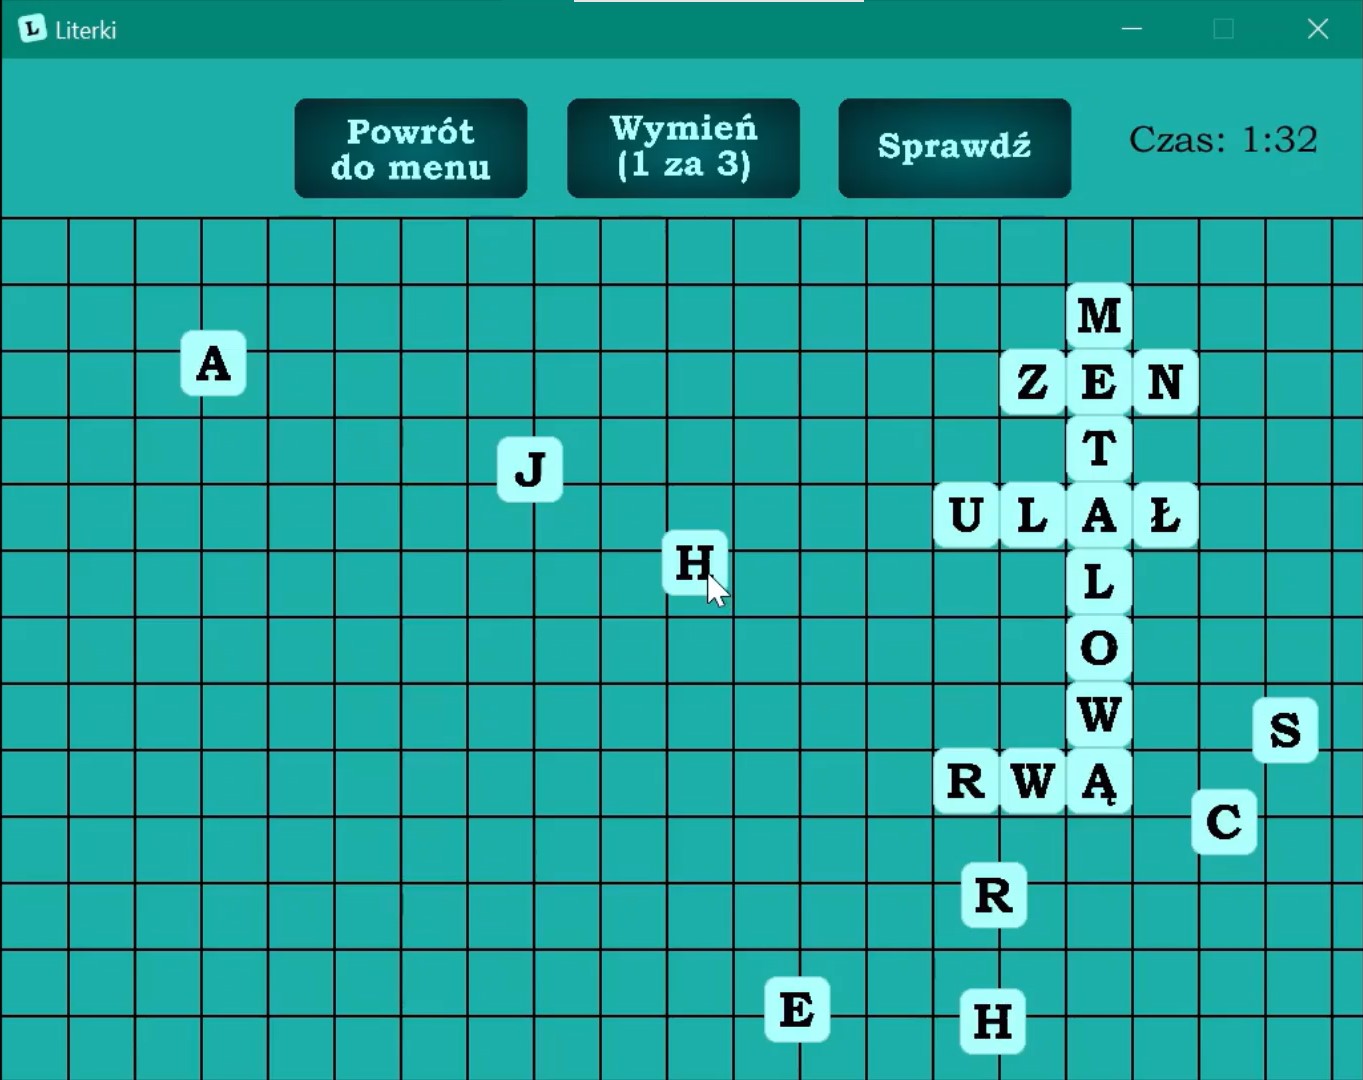 Literki
Powrót
do menu
Wymień
(1 za 3)
Sprawdź
Czas: 1:32
M
A
Z E N
T
J
U L A Ł
H
L
O
W
S
R W Ą
C
R
E
H